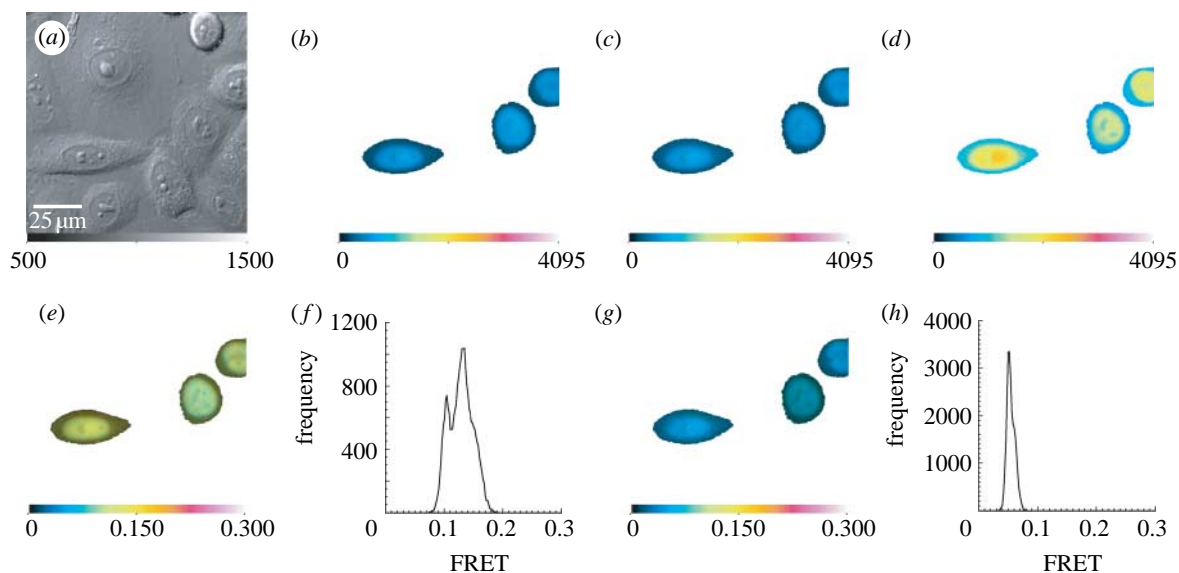 (a)
25 µm
500 1500
(b)
0 4095
(c)
0 4095
(d)
0 4095
(e)
0 0.150 0.300
(f)
frequency
1200
800
400
0 0.1 0.2 0.3
FRET
(g)
0 0.150 0.300
(h)
frequency
4000
3000
2000
1000
0 0.1 0.2 0.3
FRET